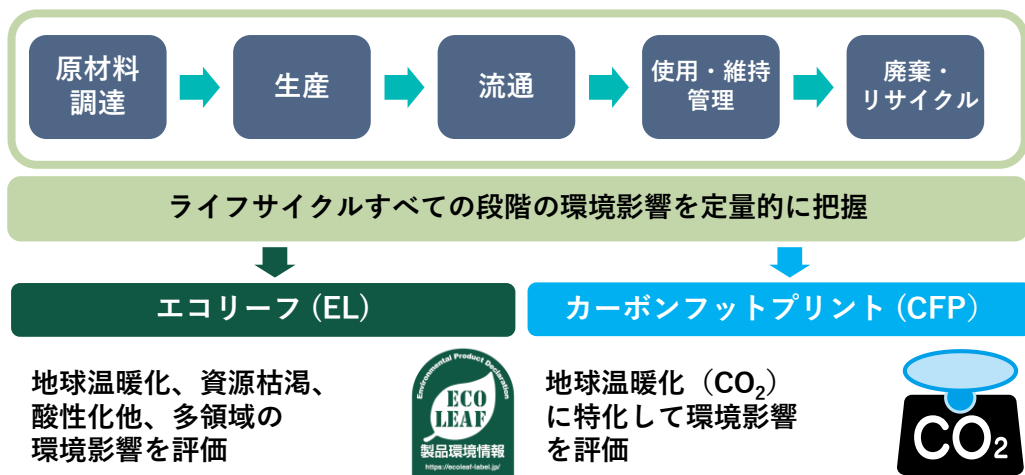 原材料
調達
生産
流通
使用・維持
管理
廃棄・
リサイクル
ライフサイクルすべての段階の環境影響を定量的に把握
エコリーフ (EL)
カーボンフットプリント (CFP)
地球温暖化、資源枯渇、
酸性化他、多領域の
環境影響を評価
Environmental Product Declaration
ECO
LEAF
製品環境情報
https://ecoleaf-label.jp/
地球温暖化（CO₂）
に特化して環境影響
を評価
CO₂